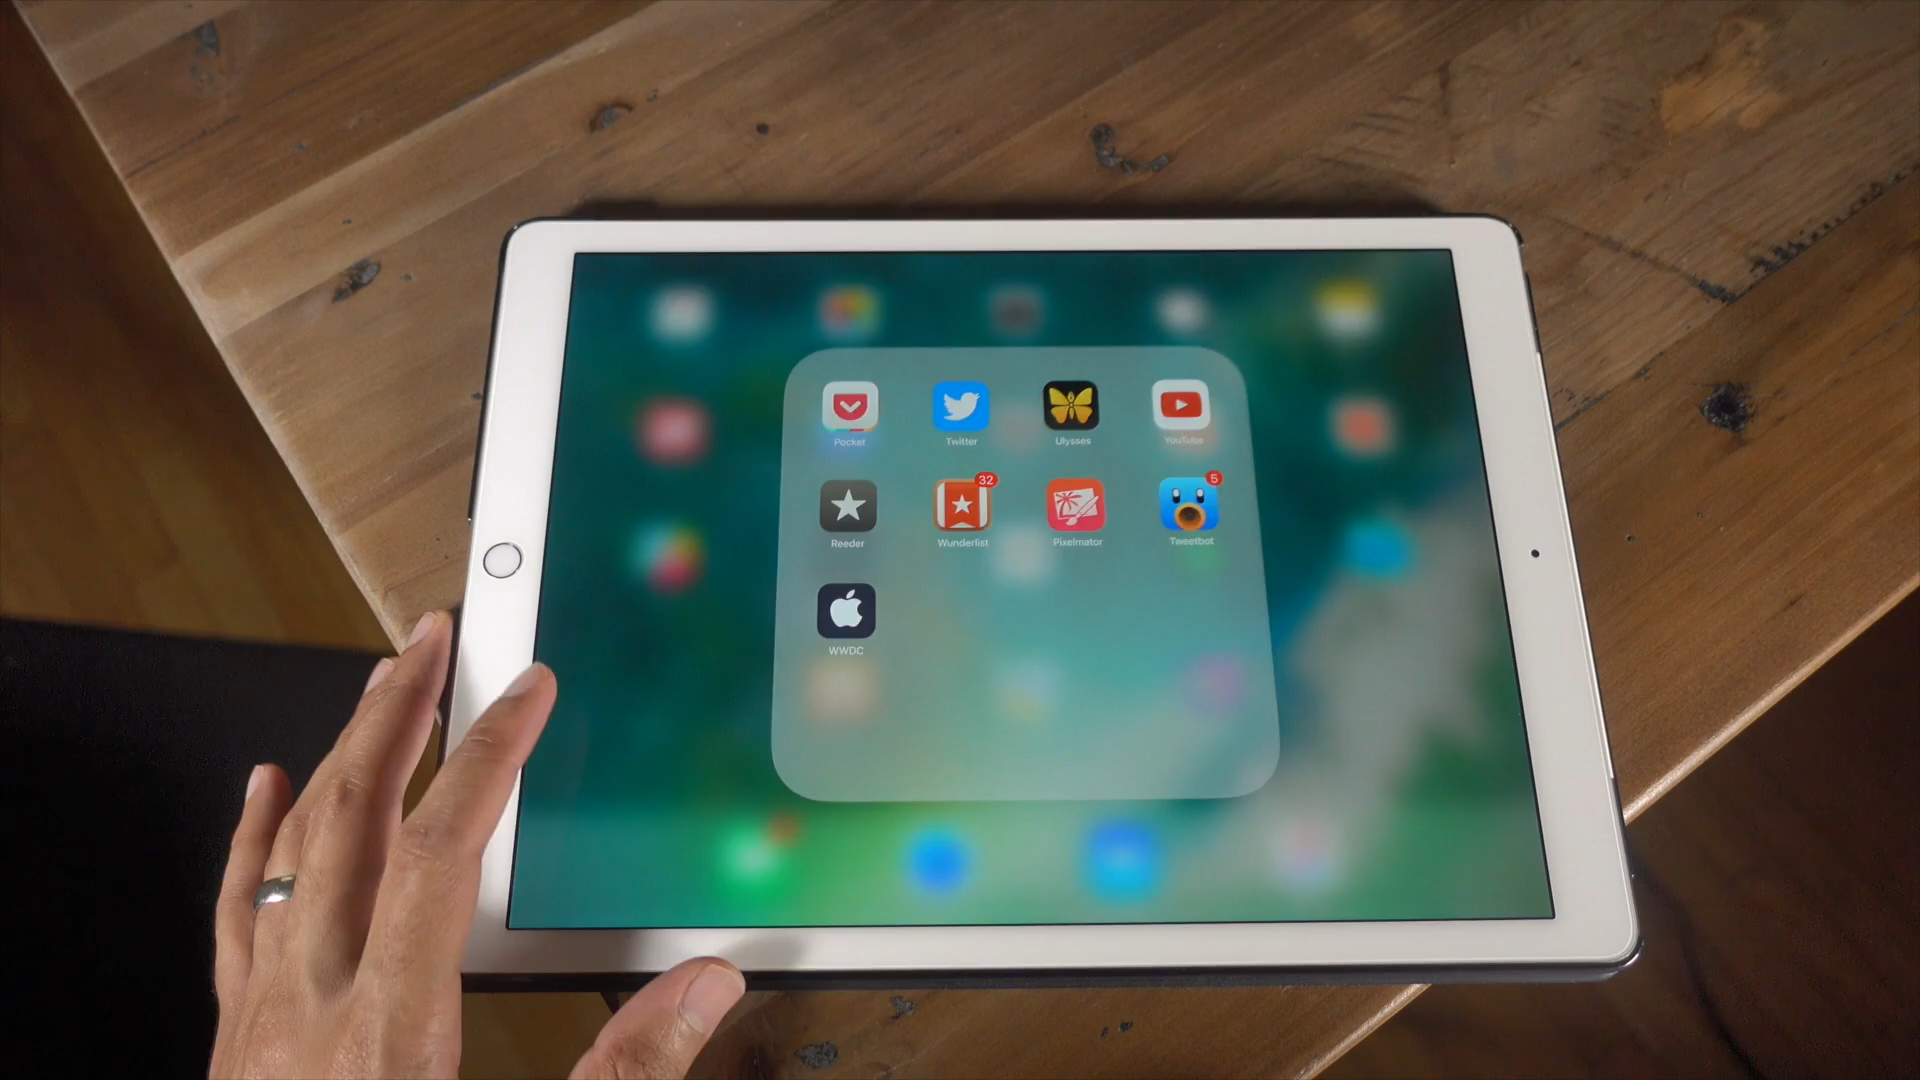 Pocket
Twitter
Ulysses
YouTube
32
5
Reeder
Wunderlist
Pixelmator
Tweetbot
WWDC